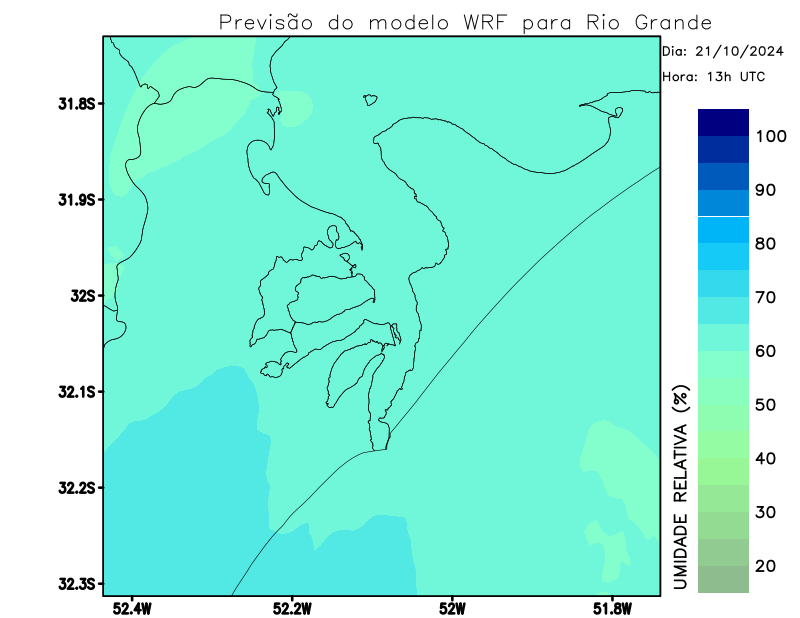 Previsão do modelo WRF para Rio Grande
Dia: 21/10/2024
Hora: 13h UTC
31.8S
31.9S
32S
32.1S
32.2S
32.3S
52.4W
52.2W
52W
51.8W
100
90
80
70
60
50
40
30
20
UMIDADE RELATIVA (%)